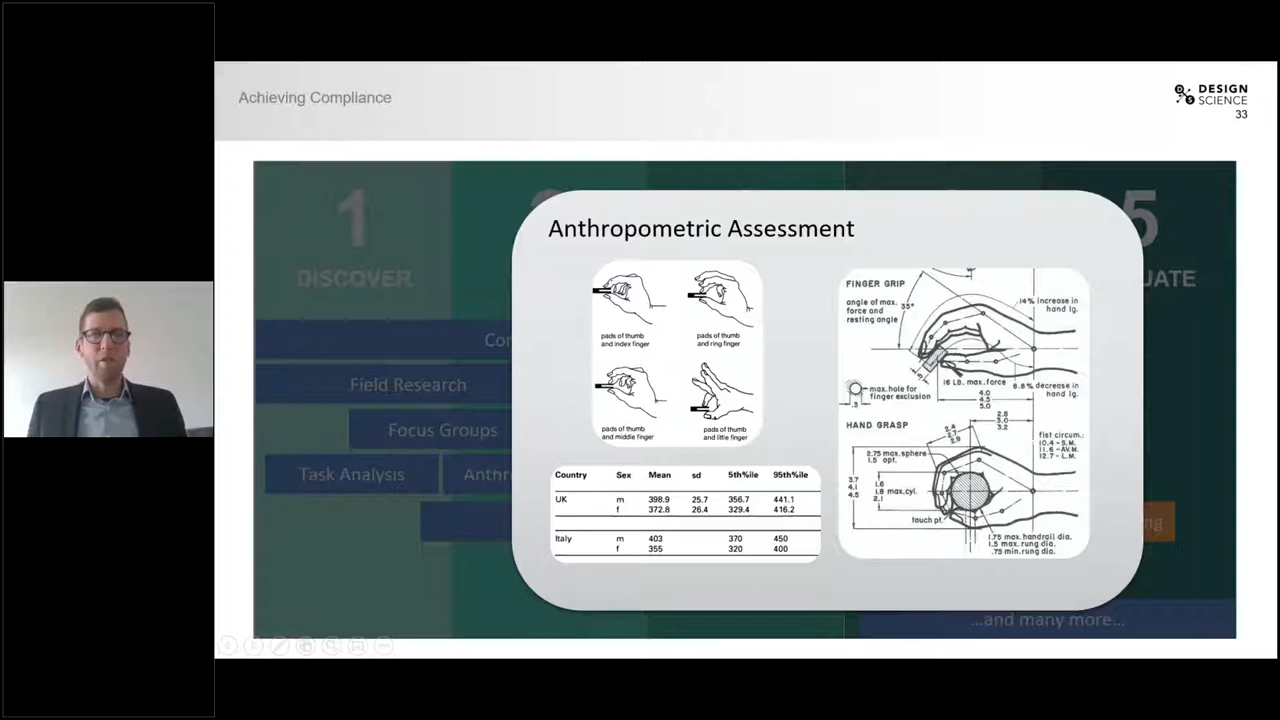 Achieving Compliance
DESIGN
SCIENCE
33
1
DISCOVER
5
UATE
Co
Field Research
Focus Groups
Task Analysis
Anthr
ng
...and many more...
Anthropometric Assessment
pads of thumb
and index finger
pads of thumb
and ring finger
pads of thumb
and middle finger
pads of thumb
and little finger
Country Sex Mean sd 5th%ile 95th%ile
UK m 398.9 25.7 356.7 441.1
f 372.8 26.4 329.4 416.2
Italy m 403 370 450
f 355 320 400
FINGER GRIP
angle of max.
force and
resting angle
35°
14% increase in
hand lg.
16 LB. max. force
8.8% decrease in
hand lg.
max. hole for
finger exclusion
.3
4.0
4.5
5.0
HAND GRASP
2.8
3.0
3.2
fist circum.:
10.4 - S.M.
11.6 - AV.M.
12.7 - L.M.
2.75 max. sphere
1.5 opt.
3.7
4.1
4.5
1.6
1.8 max. cyl.
2.1
touch pt.
1.75 max. handrail dia.
1.5 max. rung dia.
.75 min. rung dia.